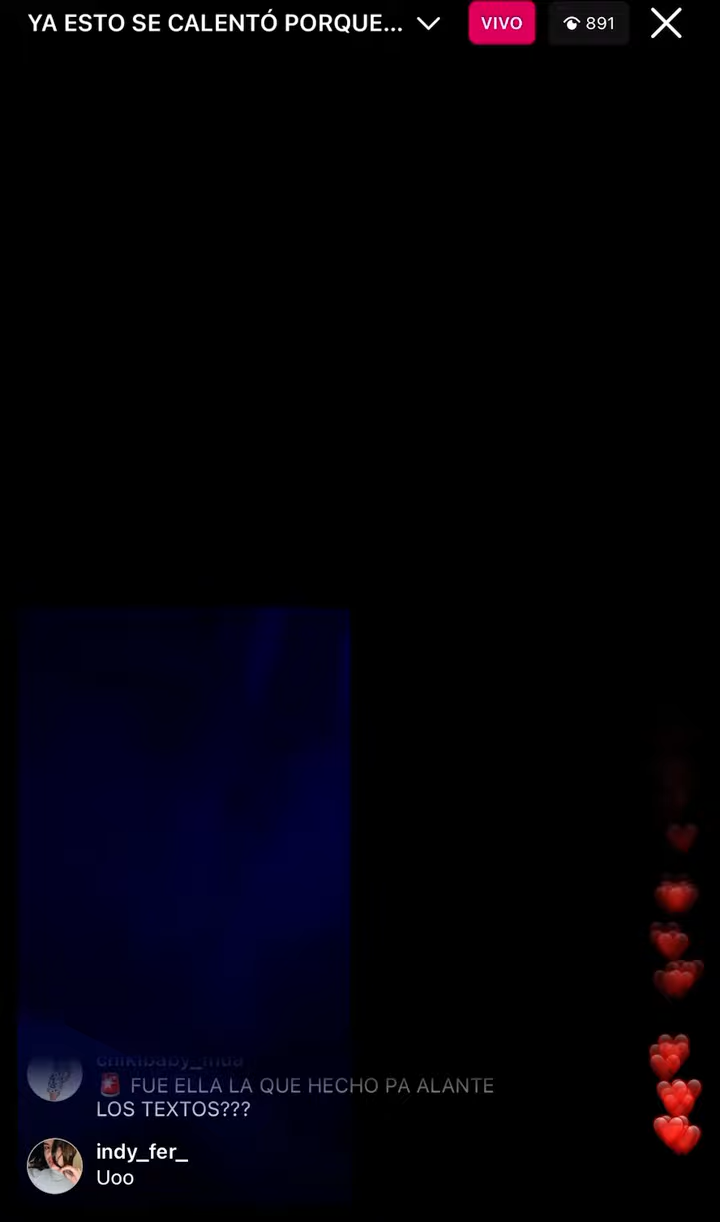 YA ESTO SE CALENTÓ PORQUE...
VIVO
891
🚨 FUE ELLA LA QUE HECHO PA ALANTE
LOS TEXTOS???
indy_fer_
Uoo